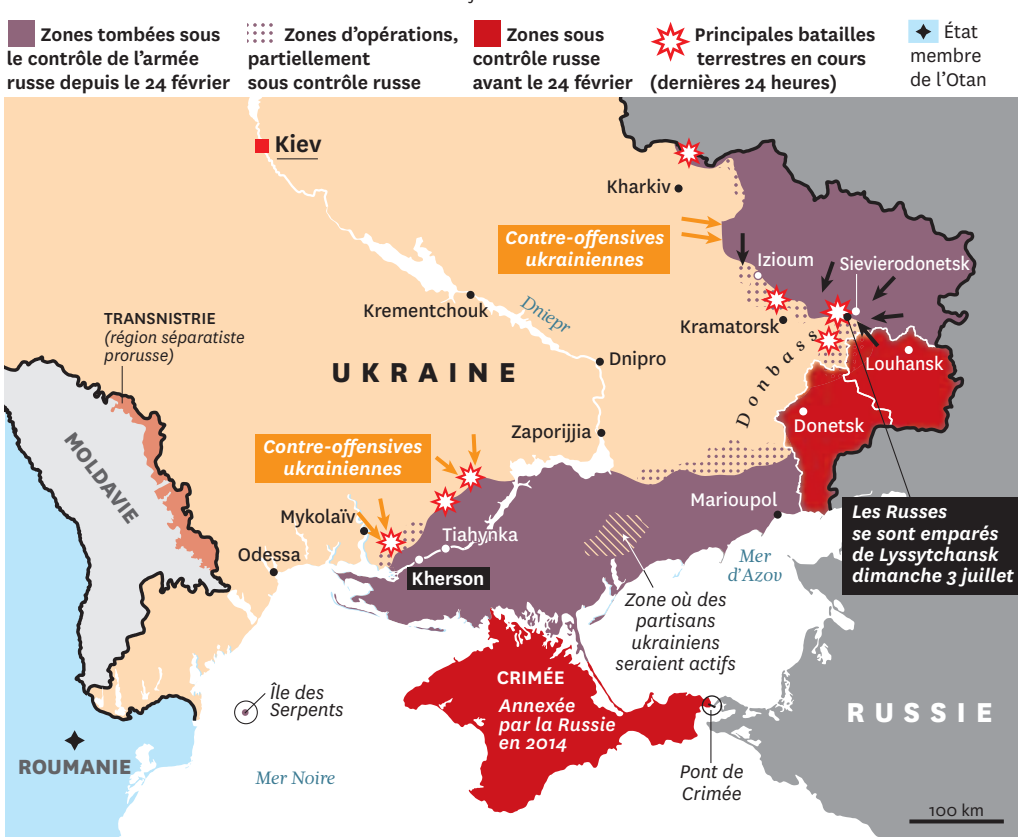 Zones tombées sous
le contrôle de l'armée
russe depuis le 24 février
Zones d'opérations,
partiellement
sous contrôle russe
Zones sous
contrôle russe
avant le 24 février
Principales batailles
terrestres en cours
(dernières 24 heures)
État
membre
de l'Otan
Kiev
Kharkiv
Contre-offensives
ukrainiennes
Izioum
Sievierodonetsk
Krementchouk
Dniepr
Kramatorsk
TRANSNISTRIE
(région séparatiste
prorusse)
UKRAINE
Dnipro
Donbass
Louhansk
Donetsk
MOLDAVIE
Contre-offensives
ukrainiennes
Zaporijjia
Marioupol
Mykolaïv
Tiahynka
Odessa
Kherson
Mer
d'Azov
Les Russes
se sont emparés
de Lyssytchansk
dimanche 3 juillet
Zone où des
partisans
ukrainiens
seraient actifs
CRIMÉE
Annexée
par la Russie
en 2014
Île des
Serpents
RUSSIE
ROUMANIE
Mer Noire
Pont de
Crimée
100 km